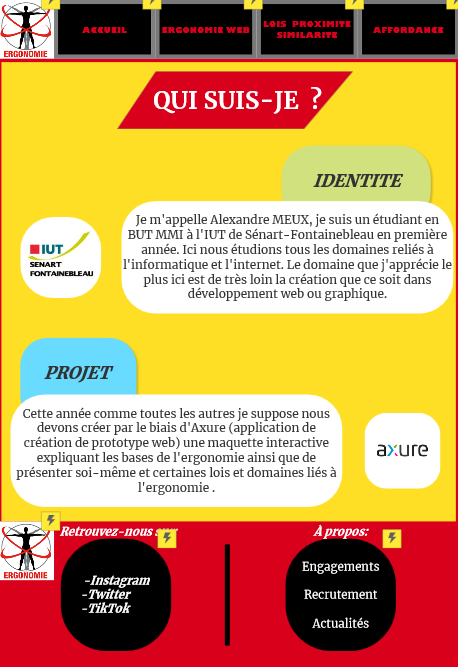 ERGONOMIE
ACCUEIL
ERGONOMIE WEB
LOIS PROXIMITE
SIMILARITE
AFFORDANCE
QUI SUIS-JE ?
IDENTITE
Je m'appelle Alexandre MEUX, je suis un étudiant en
BUT MMI à l'IUT de Sénart-Fontainebleau en première
année. Ici nous étudions tous les domaines reliés à
l'informatique et l'internet. Le domaine que j'apprécie le
plus ici est de très loin la création que ce soit dans
développement web ou graphique.
IUT
SENART
FONTAINEBLEAU
PROJET
Cette année comme toutes les autres je suppose nous
devons créer par le biais d'Axure (application de
création de prototype web) une maquette interactive
expliquant les bases de l'ergonomie ainsi que de
présenter soi-même et certaines lois et domaines liés à
l'ergonomie .
axure
ERGONOMIE
Retrouvez-nous sur:
-Instagram
-Twitter
-TikTok
À propos:
Engagements
Recrutement
Actualités